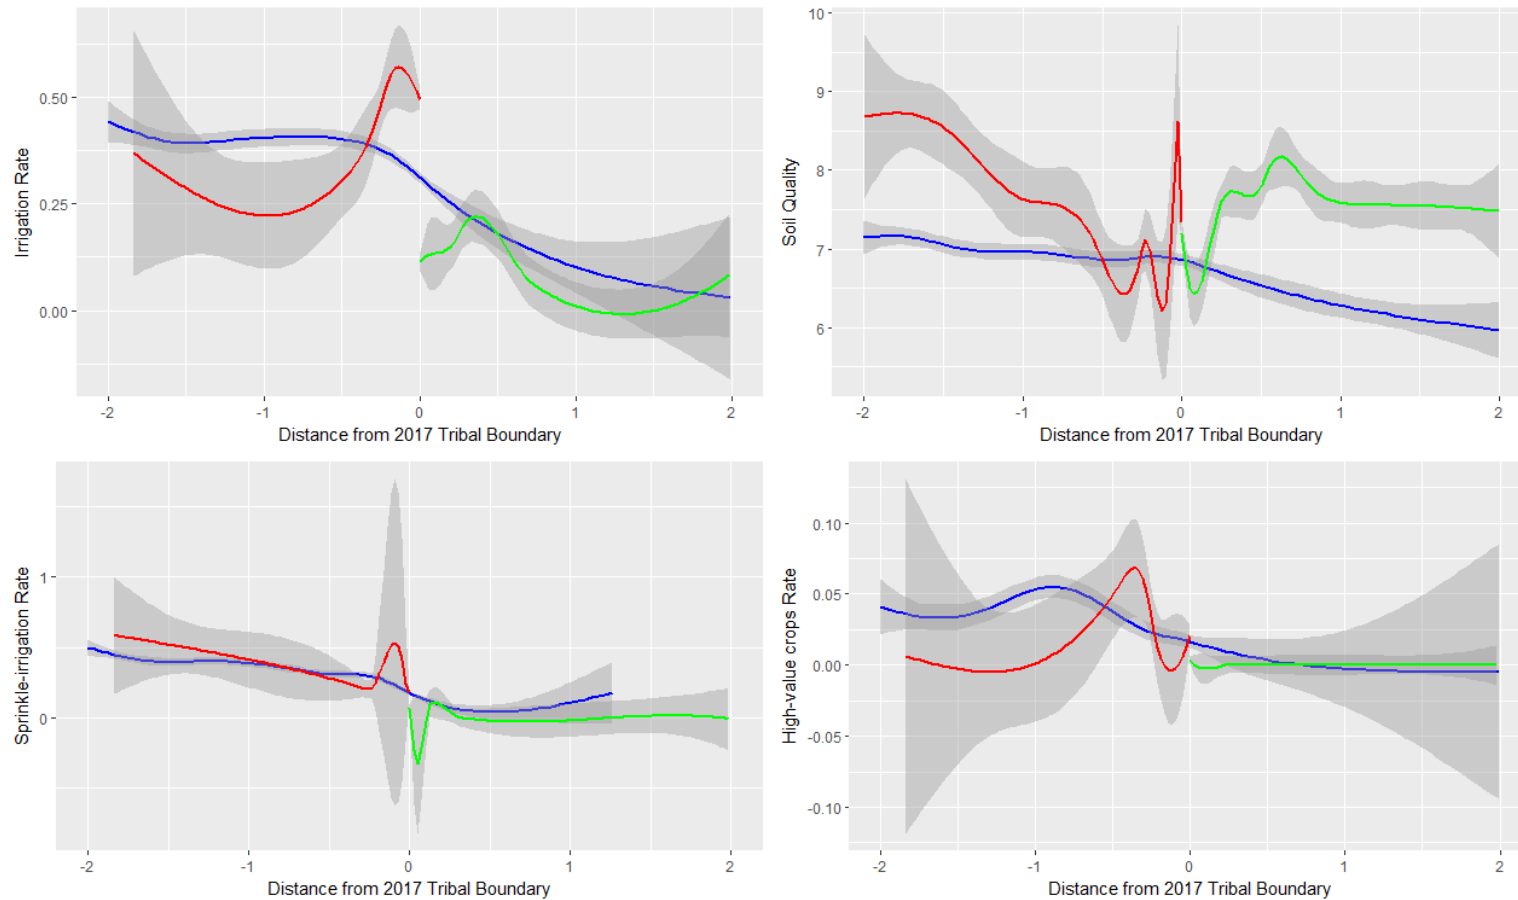 Irrigation Rate
0.50
0.25
0.00
-2 -1 0 1 2
Distance from 2017 Tribal Boundary
Soil Quality
10
9
8
7
6
-2 -1 0 1 2
Distance from 2017 Tribal Boundary
Sprinkle-irrigation Rate
1
0
-2 -1 0 1 2
Distance from 2017 Tribal Boundary
High-value crops Rate
0.10
0.05
0.00
-0.05
-0.10
-2 -1 0 1 2
Distance from 2017 Tribal Boundary